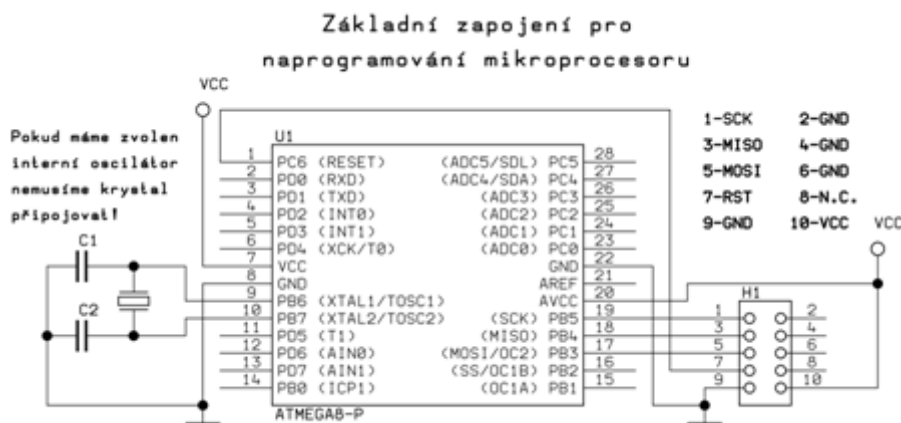 Základní zapojení pro
naprogramování mikroprocesoru
VCC
Pokud máme zvolen
interní oscilátor
nemusíme krystal
připojovat!
C1
C2
U1
1 PC6 (RESET)
2 PD0 (RXD)
3 PD1 (TXD)
4 PD2 (INT0)
5 PD3 (INT1)
6 PD4 (XCK/T0)
7 VCC
8 GND
9 PB6 (XTAL1/TOSC1)
10 PB7 (XTAL2/TOSC2)
11 PD5 (T1)
12 PD6 (AIN0)
13 PD7 (AIN1)
14 PB0 (ICP1)
(ADC5/SDL) PC5 28
(ADC4/SDA) PC4 27
(ADC3) PC3 26
(ADC2) PC2 25
(ADC1) PC1 24
(ADC0) PC0 23
GND 22
AREF 21
AVCC 20
(SCK) PB5 19
(MISO) PB4 18
(MOSI/OC2) PB3 17
(SS/OC1B) PB2 16
(OC1A) PB1 15
ATMEGA8-P
1-SCK 2-GND
3-MISO 4-GND
5-MOSI 6-GND
7-RST 8-N.C.
9-GND 10-VCC
VCC
H1
1 2
3 4
5 6
7 8
9 10